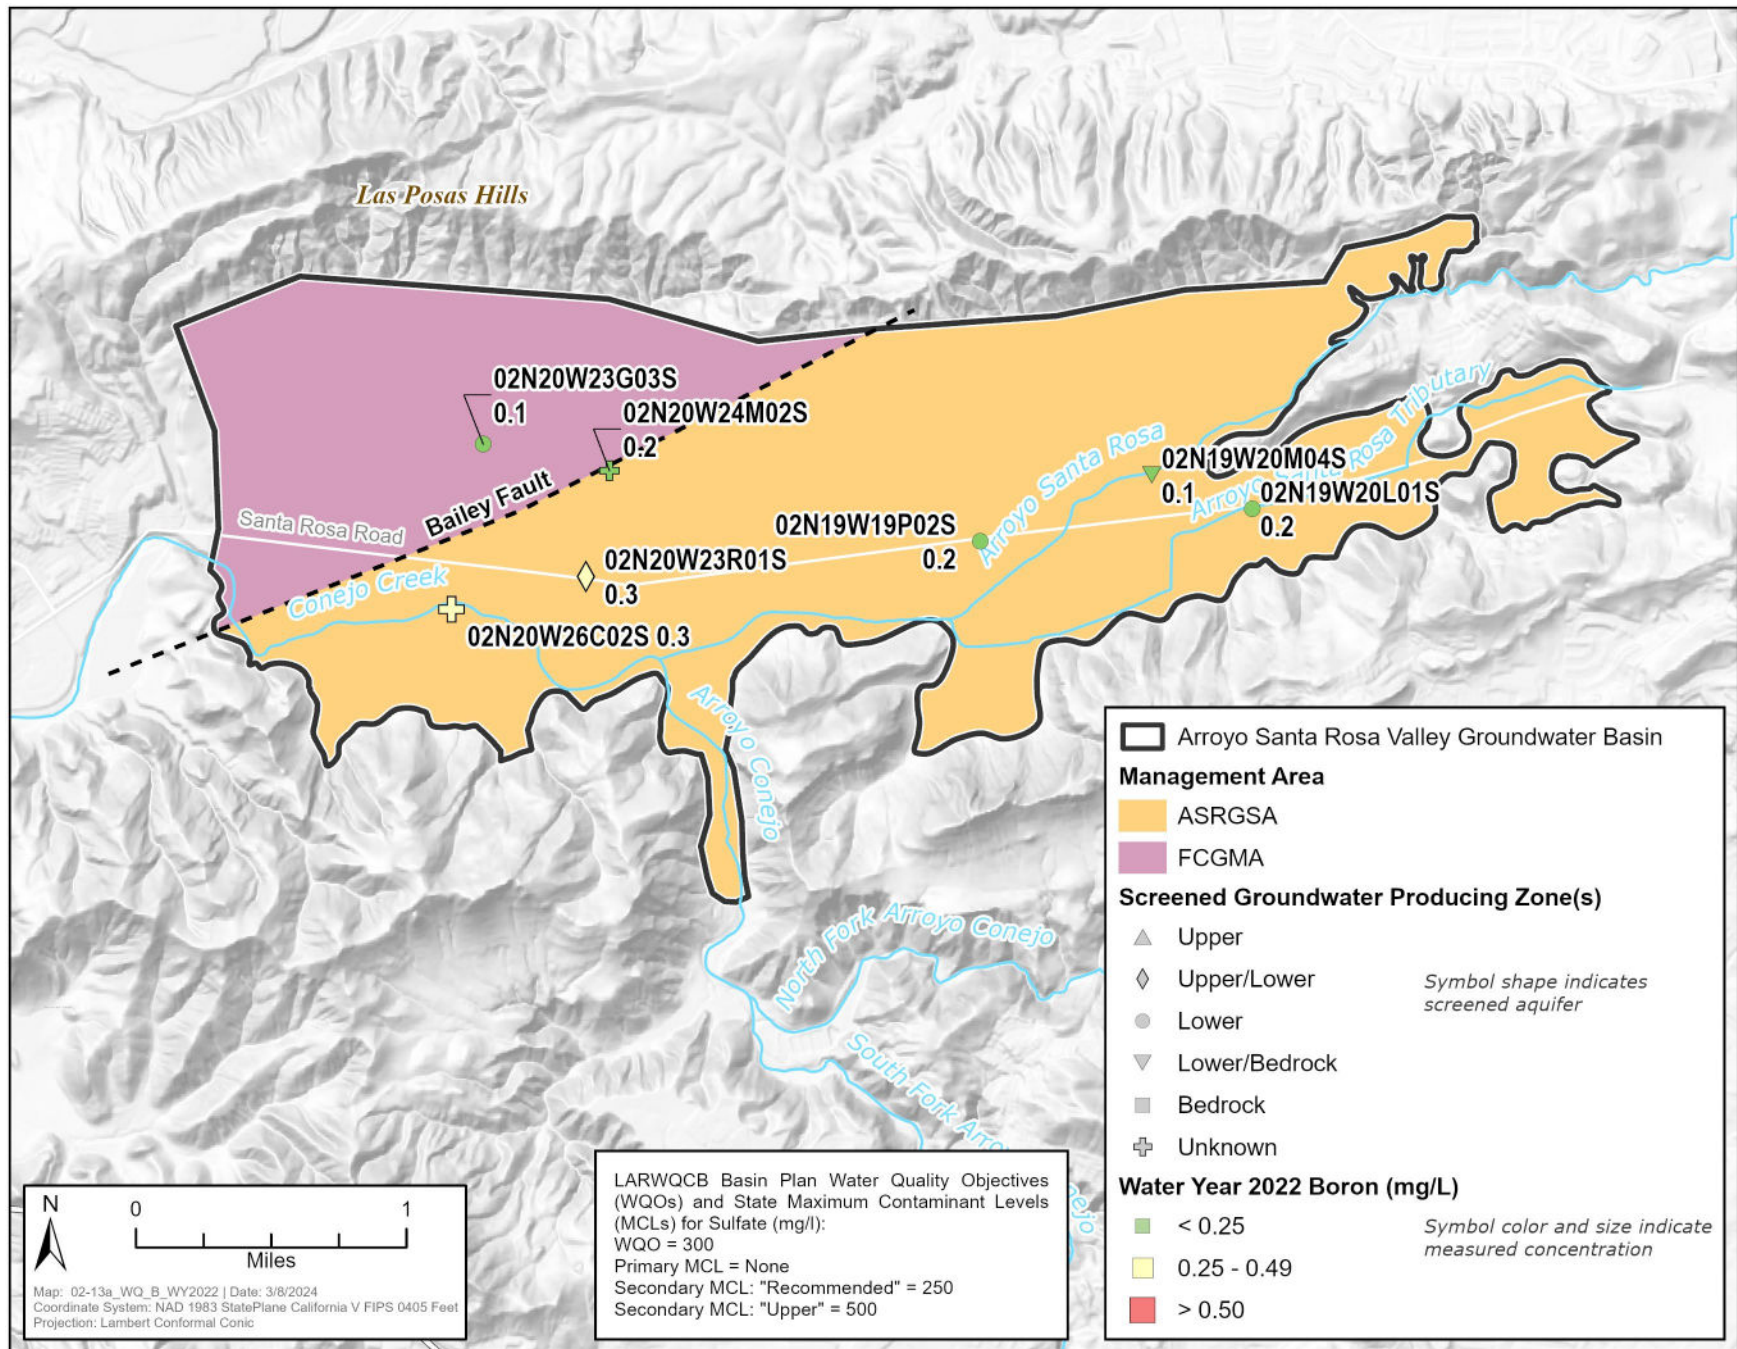 Las Posas Hills
02N20W23G03S
0.1
02N20W24M02S
0.2
Bailey Fault
Santa Rosa Road
Conejo Creek
02N20W23R01S
0.3
02N20W26C02S 0.3
02N19W19P02S
0.2
Arroyo Santa Rosa
02N19W20M04S
0.1
Arroyo Santa Rosa Tributary
02N19W20L01S
0.2
Arroyo Conejo
North Fork Arroyo Conejo
South Fork Arro
nejo
Arroyo Santa Rosa Valley Groundwater Basin
Management Area
ASRGSA
FCGMA
Screened Groundwater Producing Zone(s)
Upper
Upper/Lower
Lower
Lower/Bedrock
Bedrock
Unknown
Symbol shape indicates
screened aquifer
Water Year 2022 Boron (mg/L)
< 0.25
0.25 - 0.49
> 0.50
Symbol color and size indicate
measured concentration
LARWQCB Basin Plan Water Quality Objectives
(WQOs) and State Maximum Contaminant Levels
(MCLs) for Sulfate (mg/l):
WQO = 300
Primary MCL = None
Secondary MCL: "Recommended" = 250
Secondary MCL: "Upper" = 500
N
0 1
Miles
Map: 02-13a_WQ_B_WY2022 | Date: 3/8/2024
Coordinate System: NAD 1983 StatePlane California V FIPS 0405 Feet
Projection: Lambert Conformal Conic